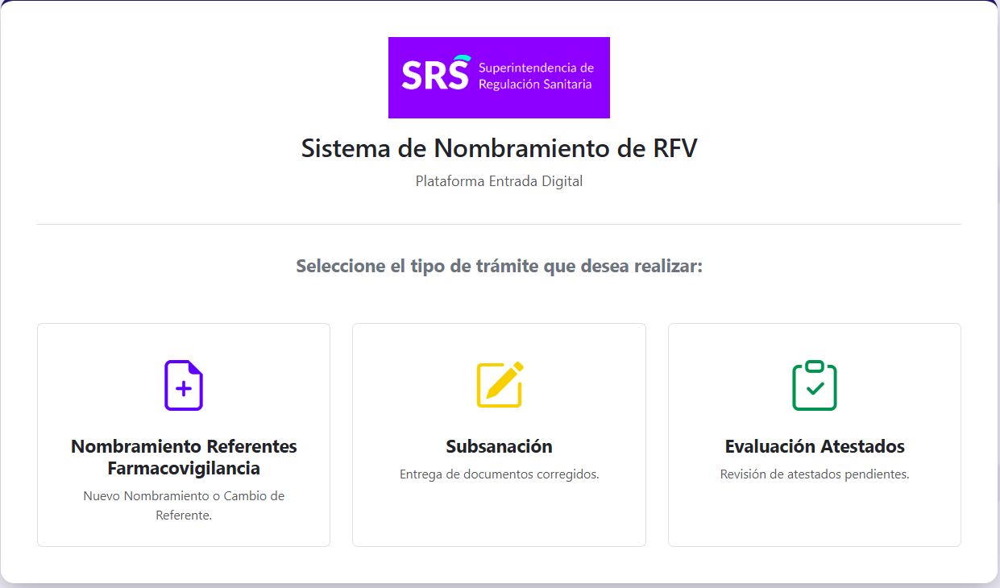 SRS
Superintendencia de
Regulación Sanitaria
Sistema de Nombramiento de RFV
Plataforma Entrada Digital
Seleccione el tipo de trámite que desea realizar:
Nombramiento Referentes
Farmacovigilancia
Nuevo Nombramiento o Cambio de
Referente.
Subsanación
Entrega de documentos corregidos.
Evaluación Atestados
Revisión de atestados pendientes.